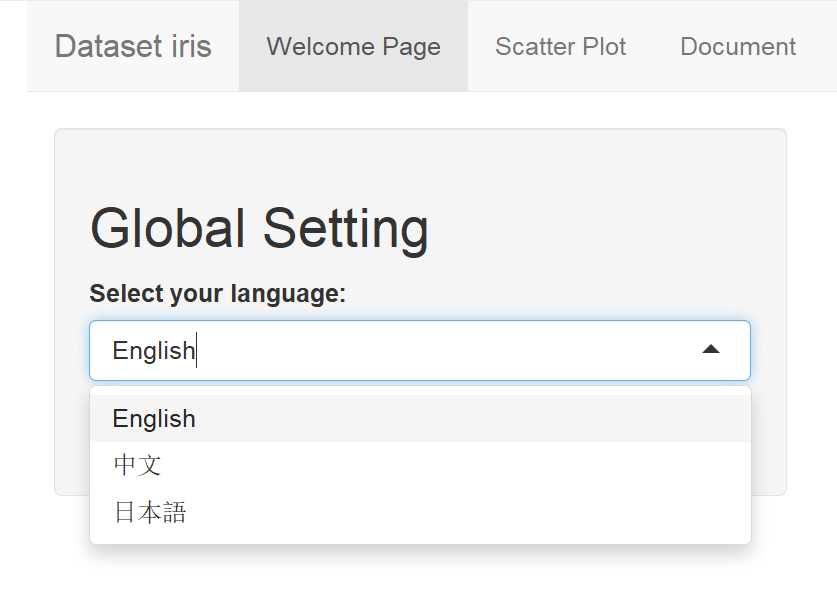 Dataset iris Welcome Page Scatter Plot Document
Global Setting
Select your language:
English
English
中文
日本語